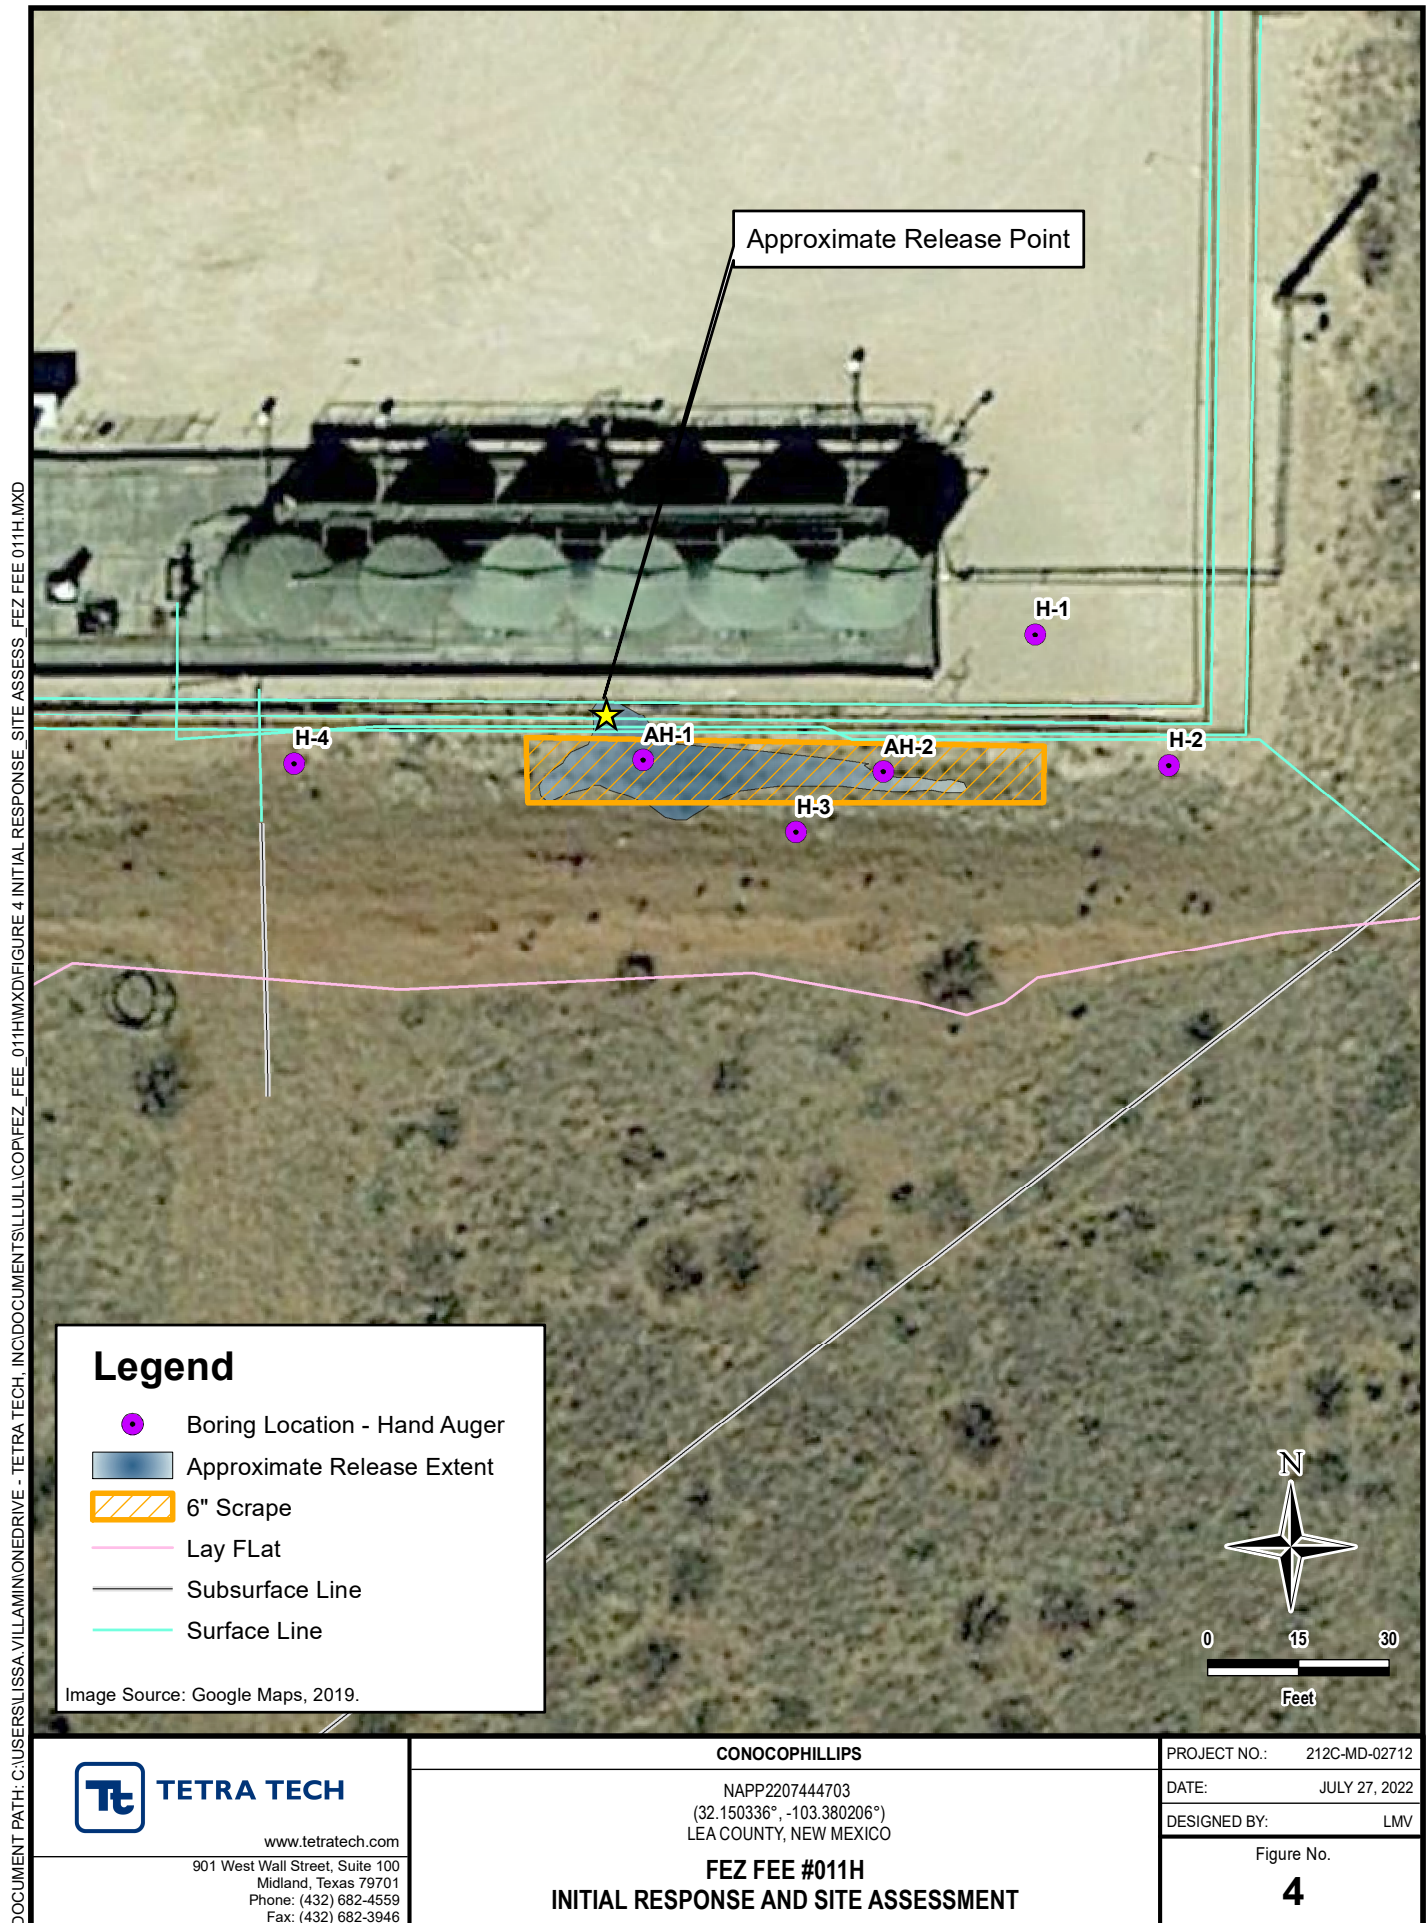 Approximate Release Point
H-1
H-4
AH-1
AH-2
H-2
H-3
Legend
Boring Location - Hand Auger
Approximate Release Extent
6" Scrape
Lay FLat
Subsurface Line
Surface Line
Image Source: Google Maps, 2019.
N
0 15 30
Feet
DOCUMENT PATH: C:\USERS\LISSA.VILLAMIN\ONEDRIVE - TETRA TECH, INC\DOCUMENTS\LLULL\COP\FEZ_FEE_011H\MXD\FIGURE 4 INITIAL RESPONSE_SITE ASSESS_FEZ FEE 011H.MXD
Tt TETRA TECH
www.tetratech.com
901 West Wall Street, Suite 100
Midland, Texas 79701
Phone: (432) 682-4559
Fax: (432) 682-3946
CONOCOPHILLIPS
NAPP2207444703
(32.150336°, -103.380206°)
LEA COUNTY, NEW MEXICO
FEZ FEE #011H
INITIAL RESPONSE AND SITE ASSESSMENT
PROJECT NO.: 212C-MD-02712
DATE: JULY 27, 2022
DESIGNED BY: LMV
Figure No.
4